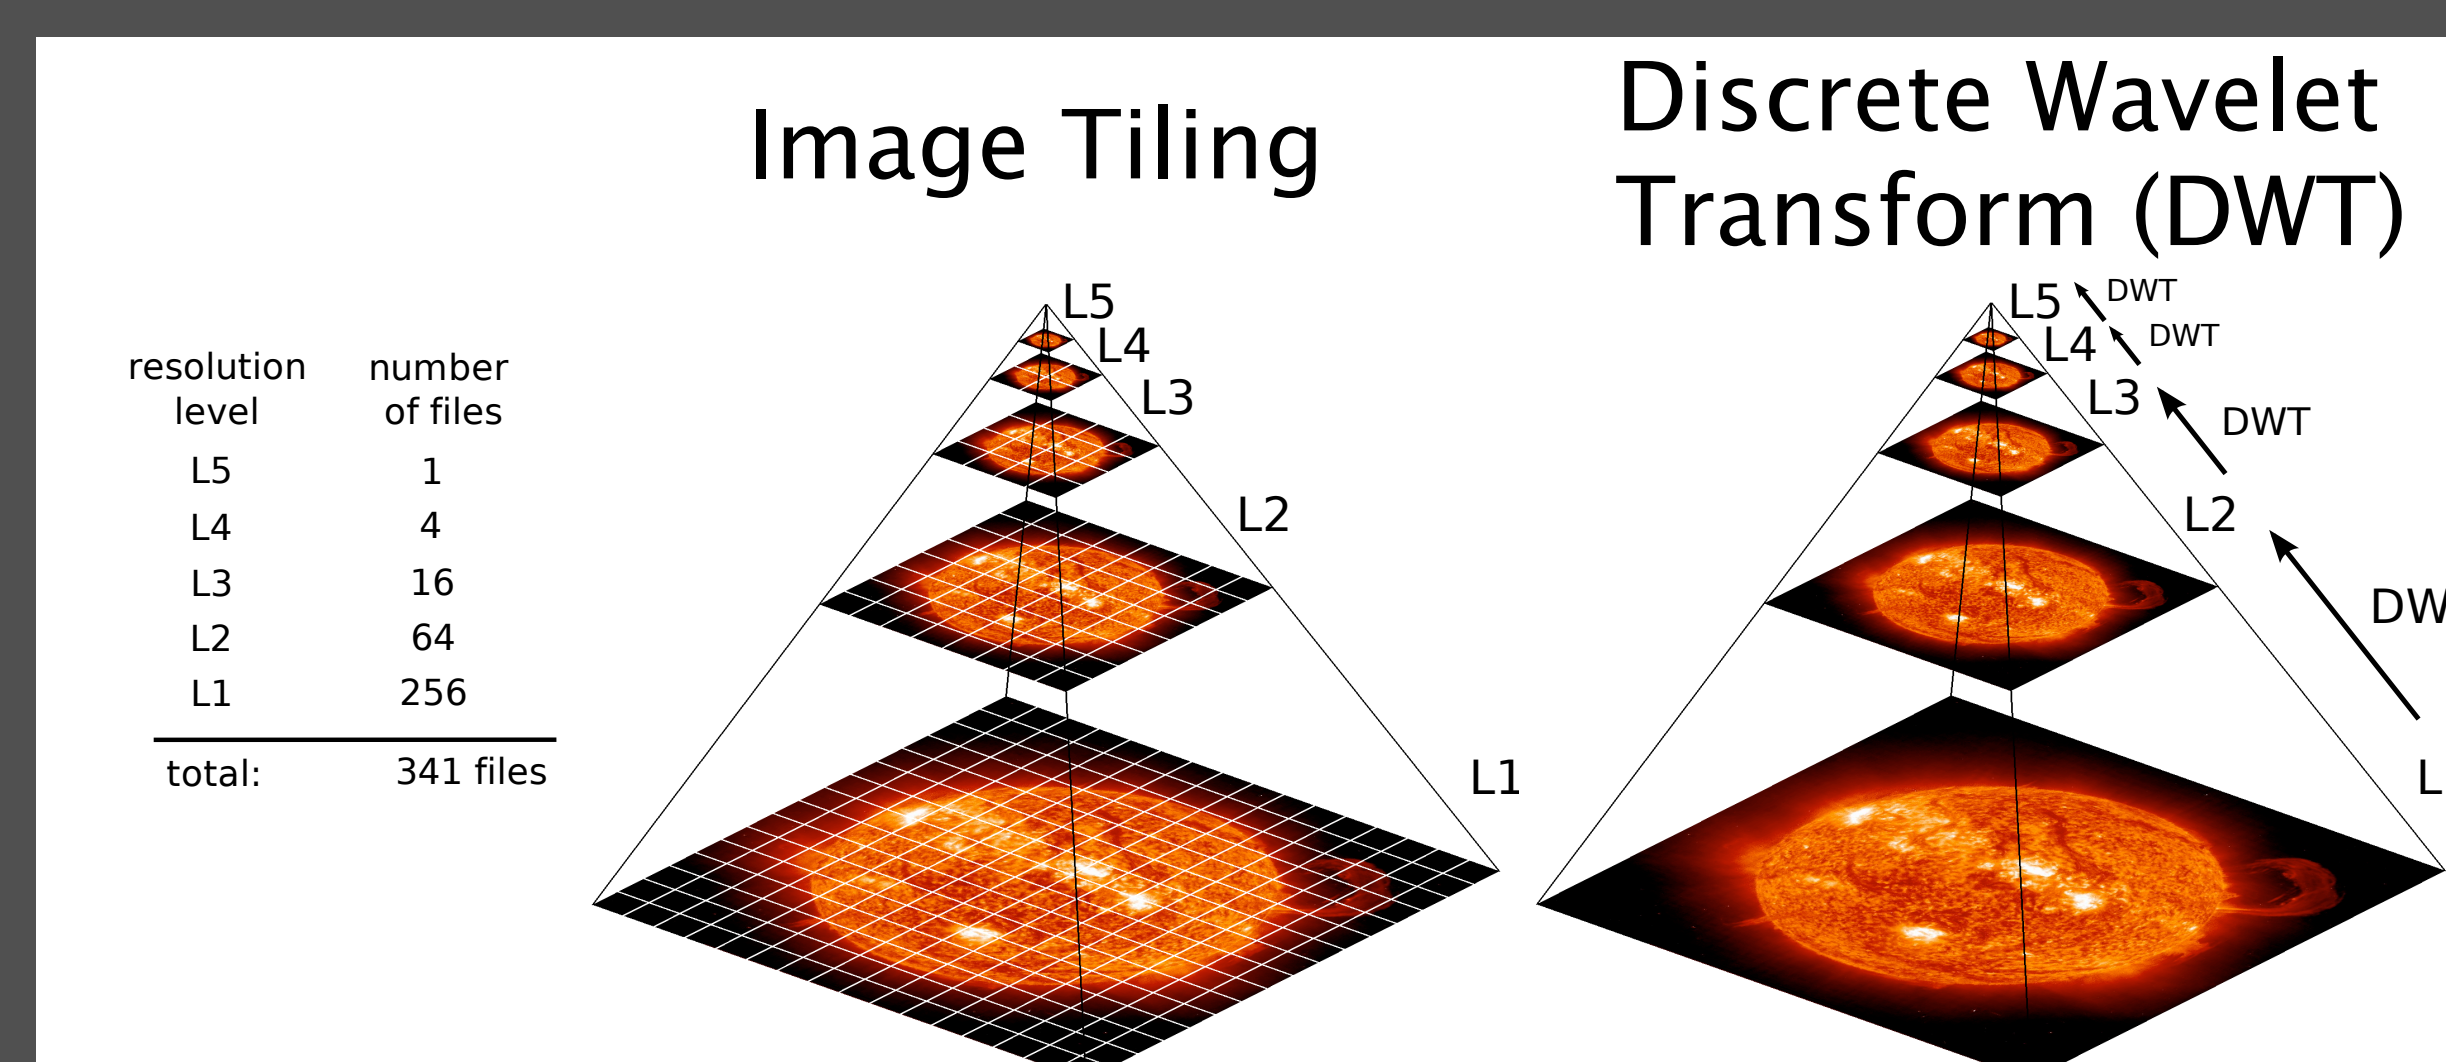 Image Tiling
Discrete Wavelet
Transform (DWT)
resolution number
level of files
L5 1
L4 4
L3 16
L2 64
L1 256
total: 341 files
L5
L4
L3
L2
L1
L5 DWT
L4 DWT
L3 DWT
L2
DW
L